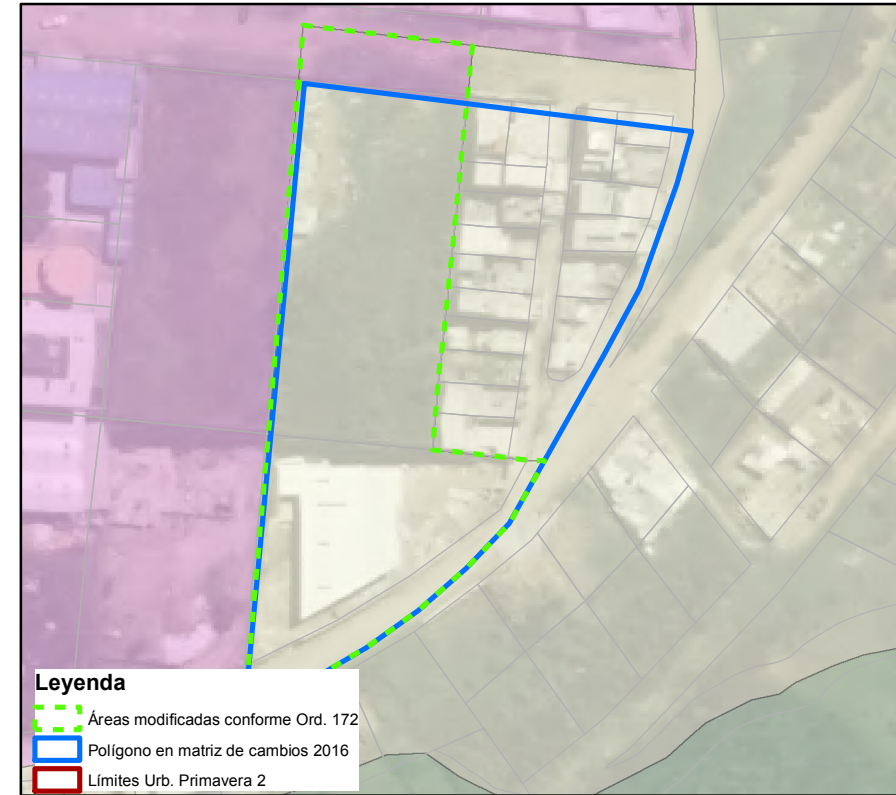 Leyenda
Áreas modificadas conforme Ord. 172
Polígono en matriz de cambios 2016
Límites Urb. Primavera 2